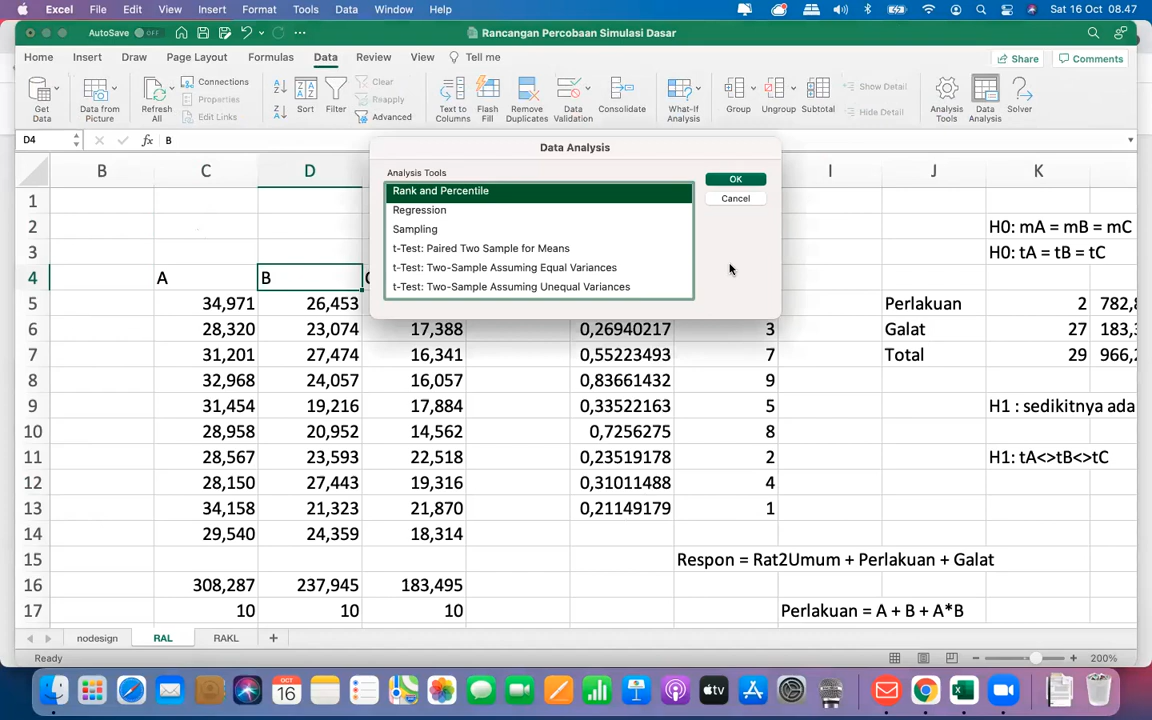 Excel File Edit View Insert Format Tools Data Window Help Sat 16 Oct 08.47
AutoSave OFF Rancangan Percobaan Simulasi Dasar
Home Insert Draw Page Layout Formulas Data Review View Tell me Share Comments
Get Data
Data from Picture
Refresh All
Connections
Properties
Edit Links
Sort
Filter
Clear
Reapply
Advanced
Text to Columns
Flash Fill
Remove Duplicates
Data Validation
Consolidate
What-If Analysis
Group
Ungroup
Subtotal
Show Detail
Hide Detail
Analysis Tools
Data Analysis
Solver
D4 fx B
Data Analysis
Analysis Tools
Rank and Percentile
Regression
Sampling
t-Test: Paired Two Sample for Means
t-Test: Two-Sample Assuming Equal Variances
t-Test: Two-Sample Assuming Unequal Variances
OK
Cancel
B C D I J K
1
2 H0: mA = mB = mC
3 H0: tA = tB = tC
4 A B
5 34,971 26,453 Perlakuan 2 782,8
6 28,320 23,074 17,388 0,26940217 3 Galat 27 183,3
7 31,201 27,474 16,341 0,55223493 7 Total 29 966,2
8 32,968 24,057 16,057 0,83661432 9
9 31,454 19,216 17,884 0,33522163 5 H1 : sedikitnya ada
10 28,958 20,952 14,562 0,7256275 8
11 28,567 23,593 22,518 0,23519178 2 H1: tA<>tB<>tC
12 28,150 27,443 19,316 0,31011488 4
13 34,158 21,323 21,870 0,21149179 1
14 29,540 24,359 18,314
15 Respon = Rat2Umum + Perlakuan + Galat
16 308,287 237,945 183,495
17 10 10 10 Perlakuan = A + B + A*B
nodesign RAL RAKL +
Ready 200%
OCT
16
tv